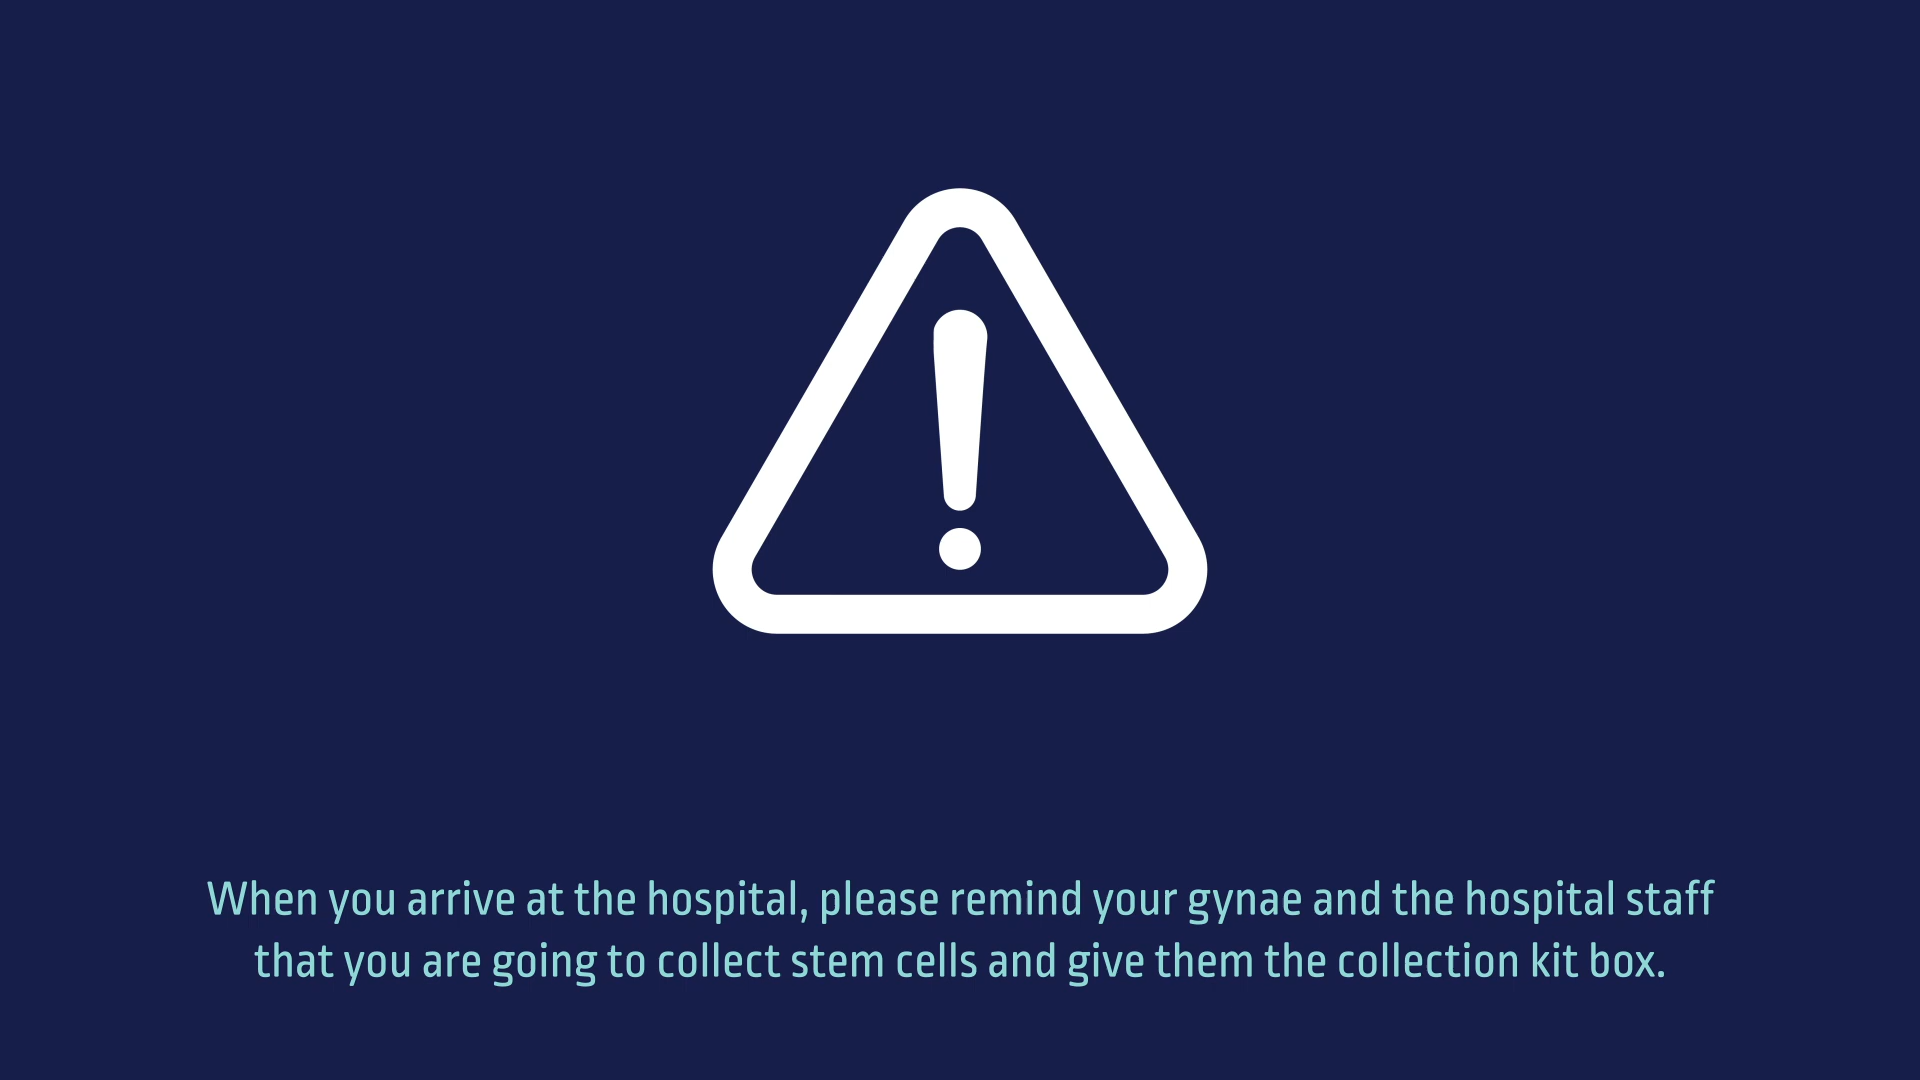 When you arrive at the hospital, please remind your gynae and the hospital staff
that you are going to collect stem cells and give them the collection kit box.